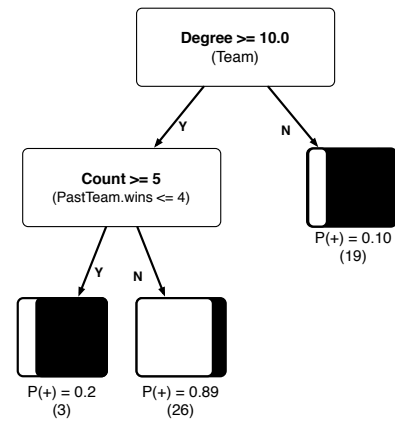 Degree >= 10.0
(Team)
Y
N
Count >= 5
(PastTeam.wins <= 4)
P(+) = 0.10
(19)
Y
N
P(+) = 0.2
(3)
P(+) = 0.89
(26)